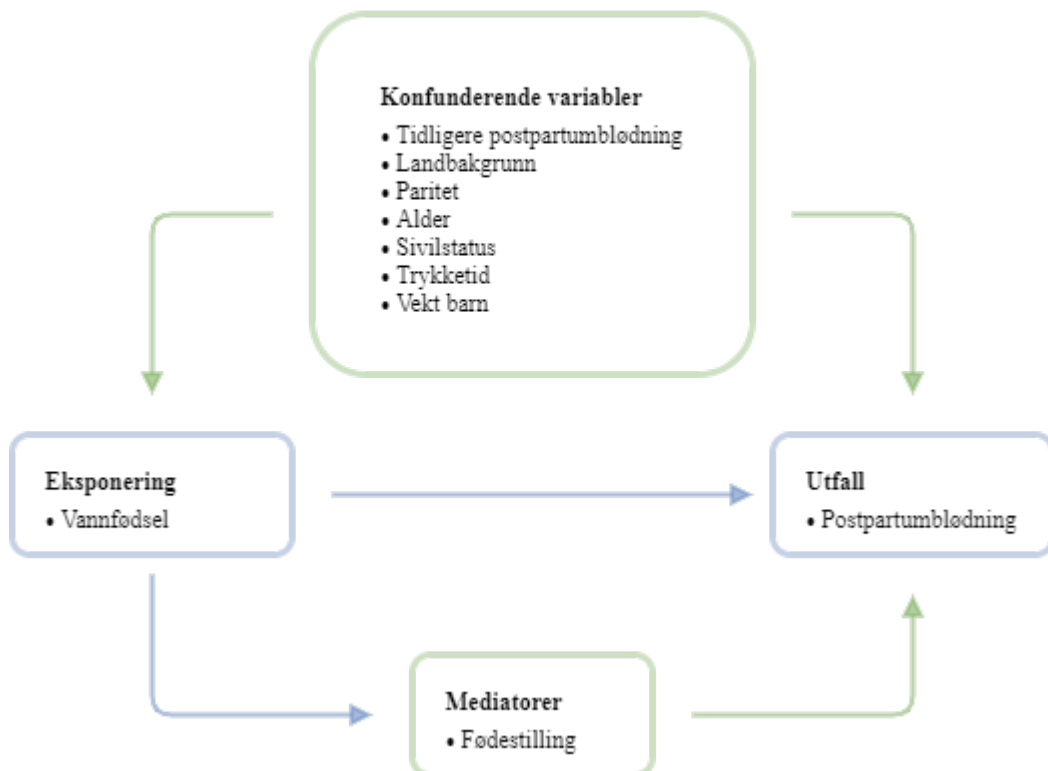 Konfunderende variabler
• Tidligere postpartumblødning
• Landbakgrunn
• Paritet
• Alder
• Sivilstatus
• Trykketid
• Vekt barn
Eksponering
• Vannfødsel
Utfall
• Postpartumblødning
Mediatorer
• Fødestilling